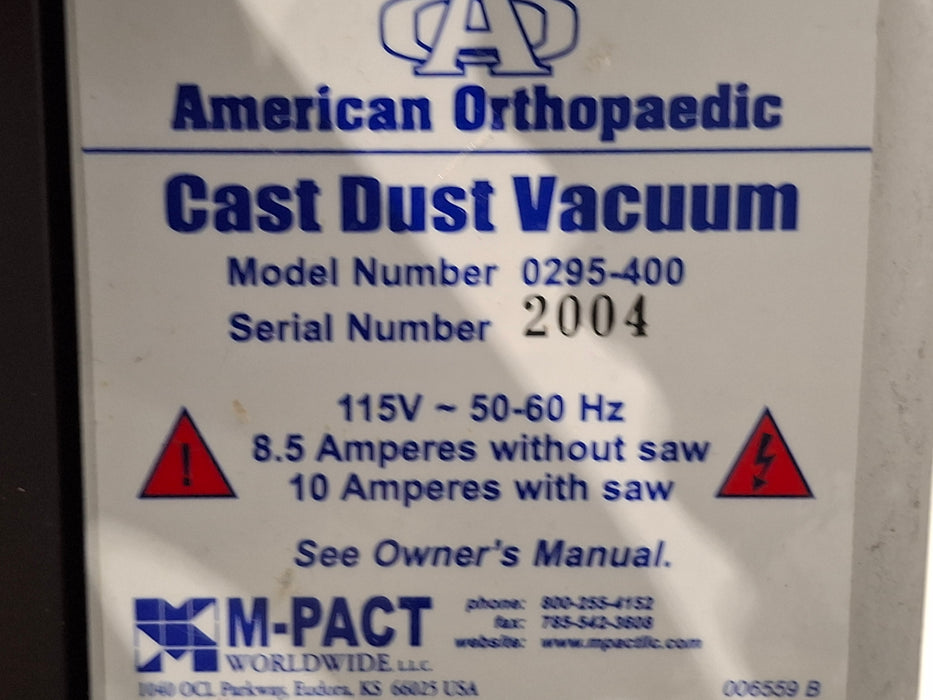 A
American Orthopaedic
Cast Dust Vacuum
Model Number 0295-400
Serial Number 2004
115V ~ 50-60 Hz
8.5 Amperes without saw
10 Amperes with saw
See Owner's Manual.
M-PACT
WORLDWIDE L.L.C.
phone: 800-255-4152
fax: 785-542-3608
website: www.mpactllc.com
1040 OCL Parkway, Eudora, KS 66025 USA
006559 B